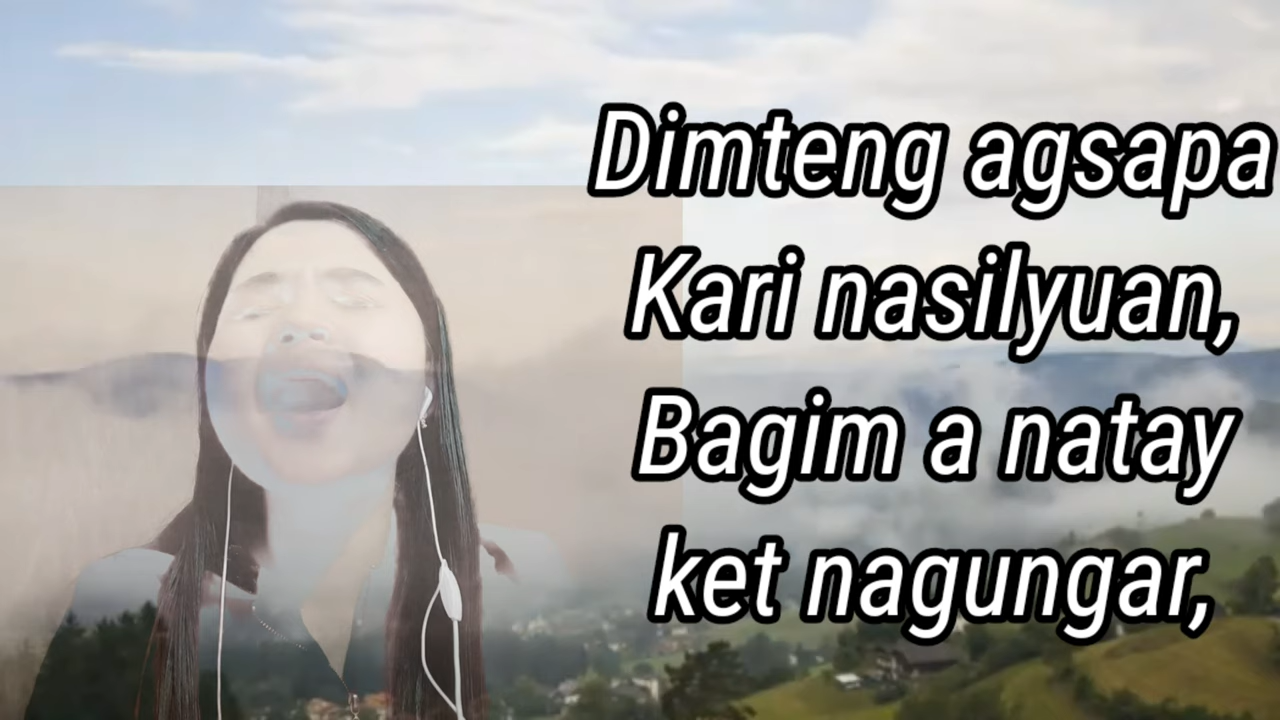 Dimteng agsapa
Kari nasilyuan,
Bagim a natay
ket nagungar,